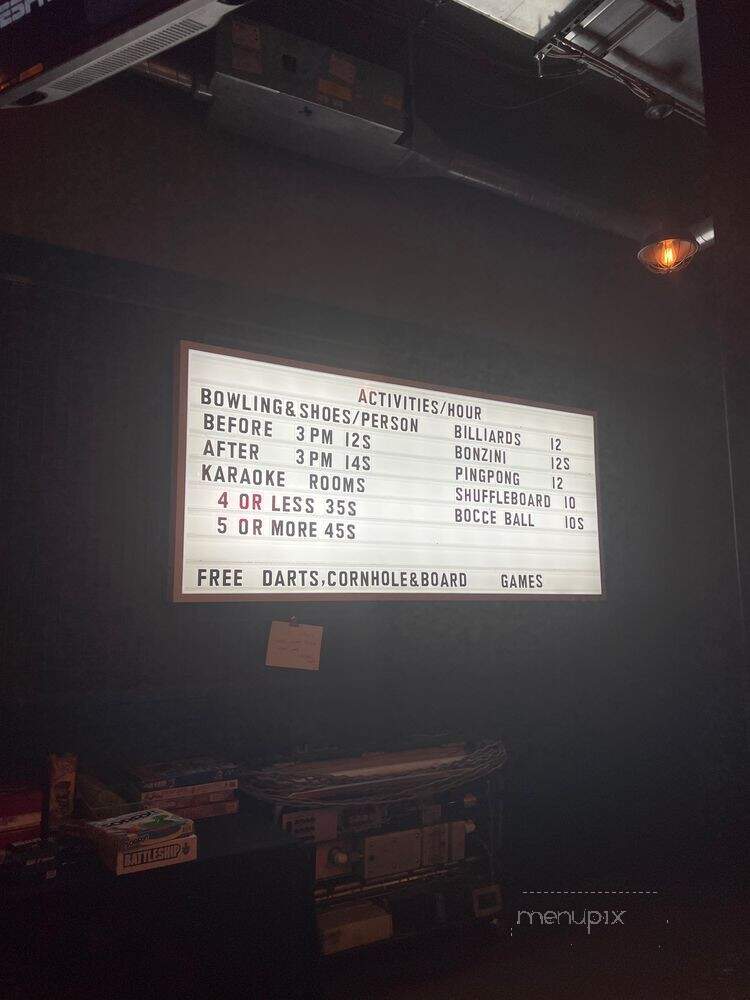 ACTIVITIES/HOUR
BOWLING&SHOES/PERSON
BEFORE 3PM 12S
AFTER 3PM 14S
KARAOKE ROOMS
4 OR LESS 35S
5 OR MORE 45S
BILLIARDS 12
BONZINI 12S
PINGPONG 12
SHUFFLEBOARD 10
BOCCE BALL 10S
FREE DARTS,CORNHOLE&BOARD GAMES
BATTLESHIP
menupix